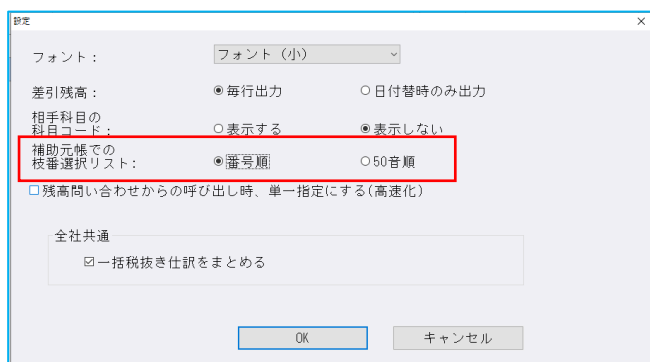 設定
フォント： フォント（小）
差引残高： 毎行出力 日付替時のみ出力
相手科目の
科目コード： 表示する 表示しない
補助元帳での
枝番選択リスト： 番号順 50音順
残高問い合わせからの呼び出し時、単一指定にする(高速化)
全社共通
一括税抜き仕訳をまとめる
OK キャンセル